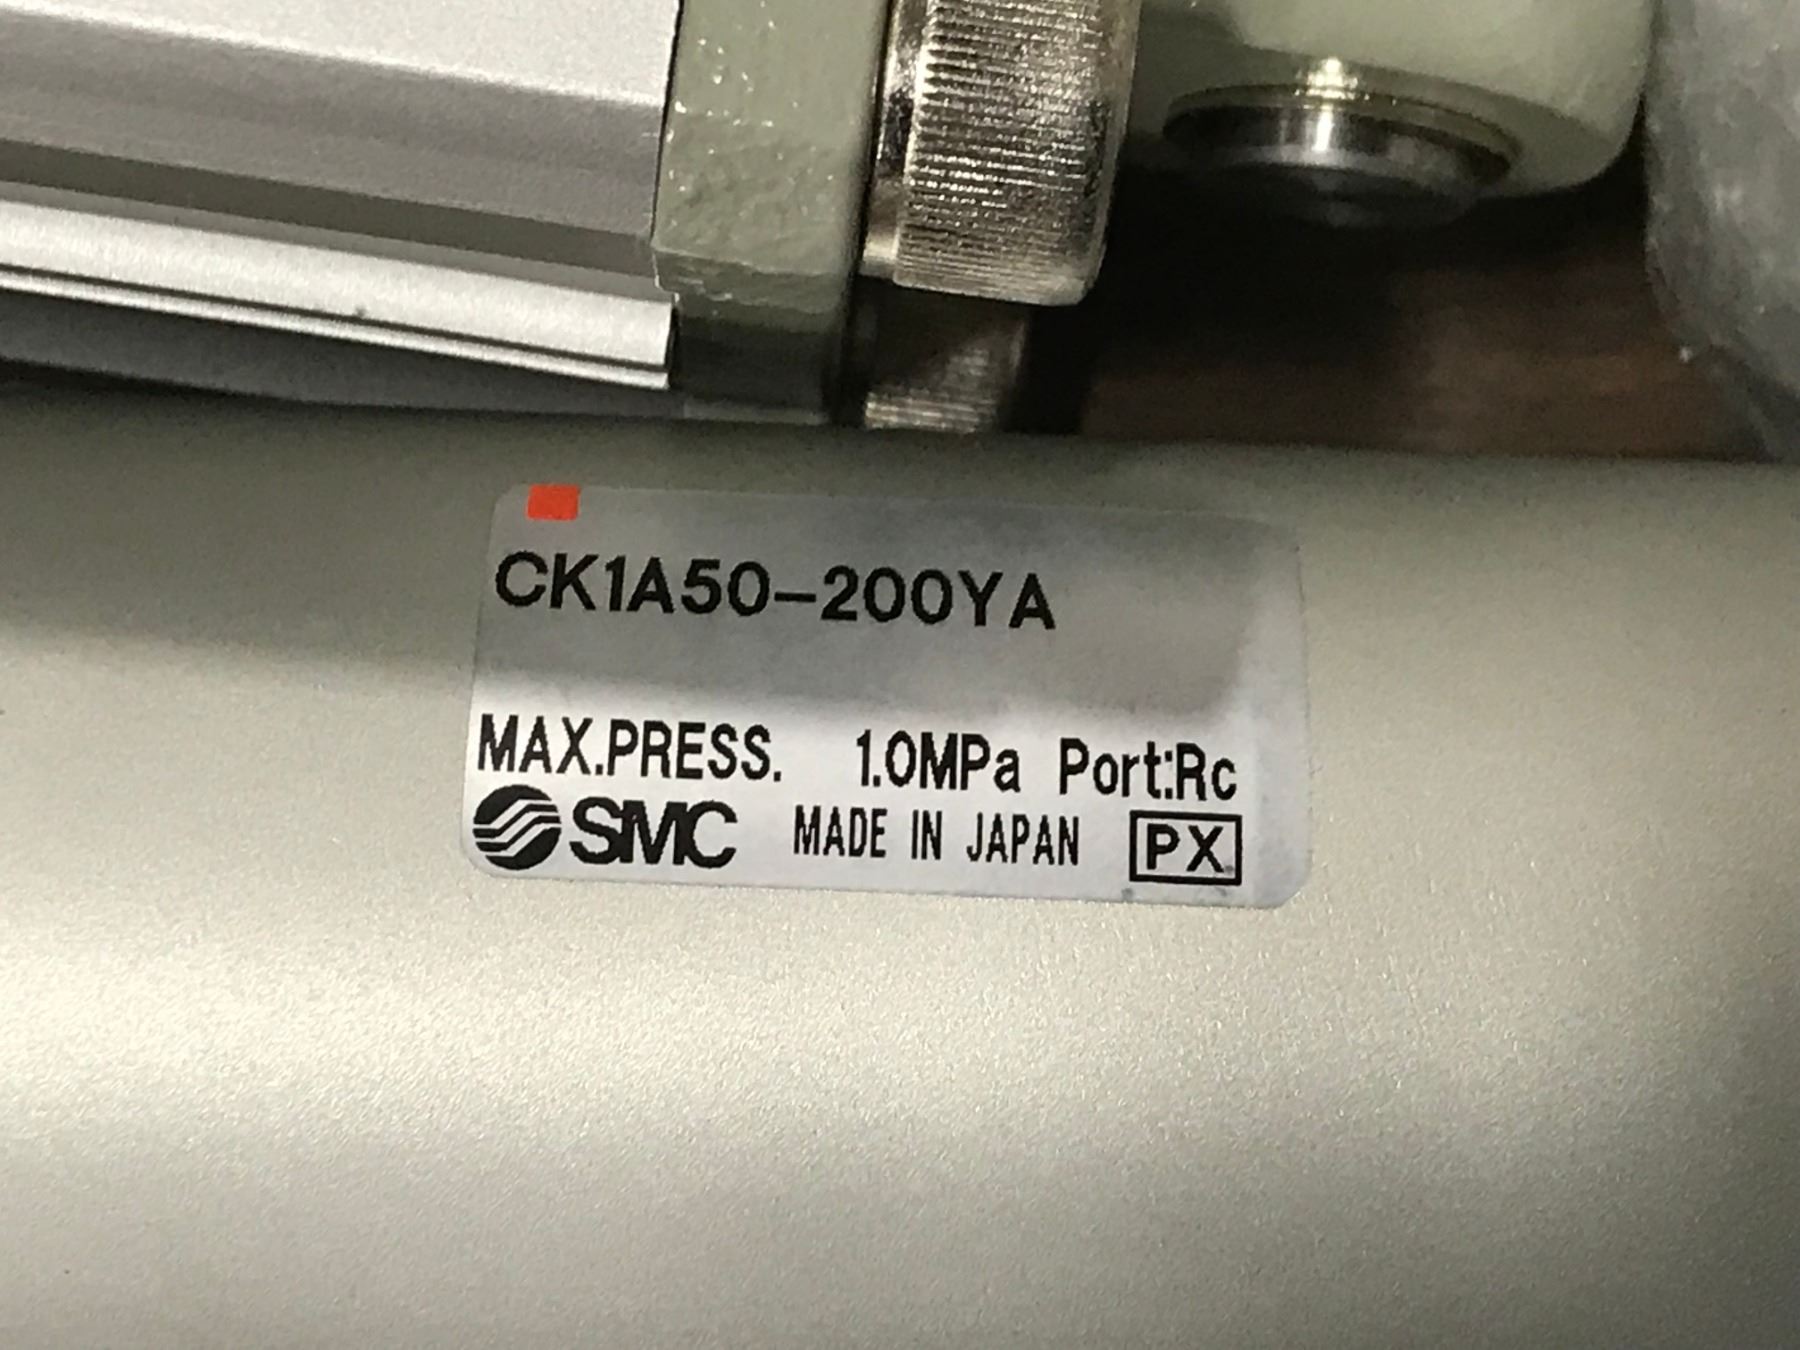 CK1A50-200YA
MAX.PRESS. 1.0MPa Port:Rc
SMC MADE IN JAPAN PX